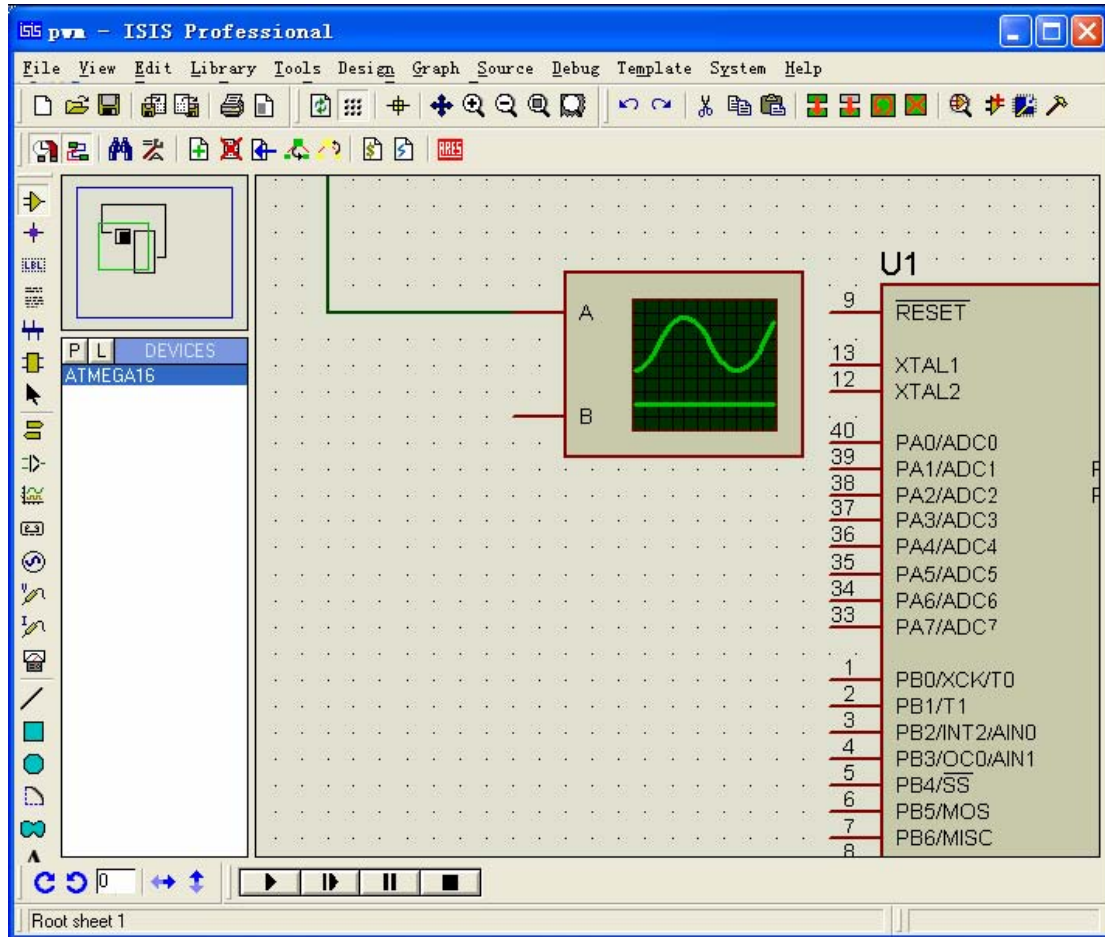 isis pwm - ISIS Professional
File View Edit Library Tools Design Graph Source Debug Template System Help
ARES
LBL
P L DEVICES
ATMEGA16
A
B
U1
9 RESET
13 XTAL1
12 XTAL2
40 PA0/ADC0
39 PA1/ADC1
38 PA2/ADC2
37 PA3/ADC3
36 PA4/ADC4
35 PA5/ADC5
34 PA6/ADC6
33 PA7/ADC7
1 PB0/XCK/T0
2 PB1/T1
3 PB2/INT2/AIN0
4 PB3/OC0/AIN1
5 PB4/SS
6 PB5/MOS
7 PB6/MISC
8
A
0
Root sheet 1